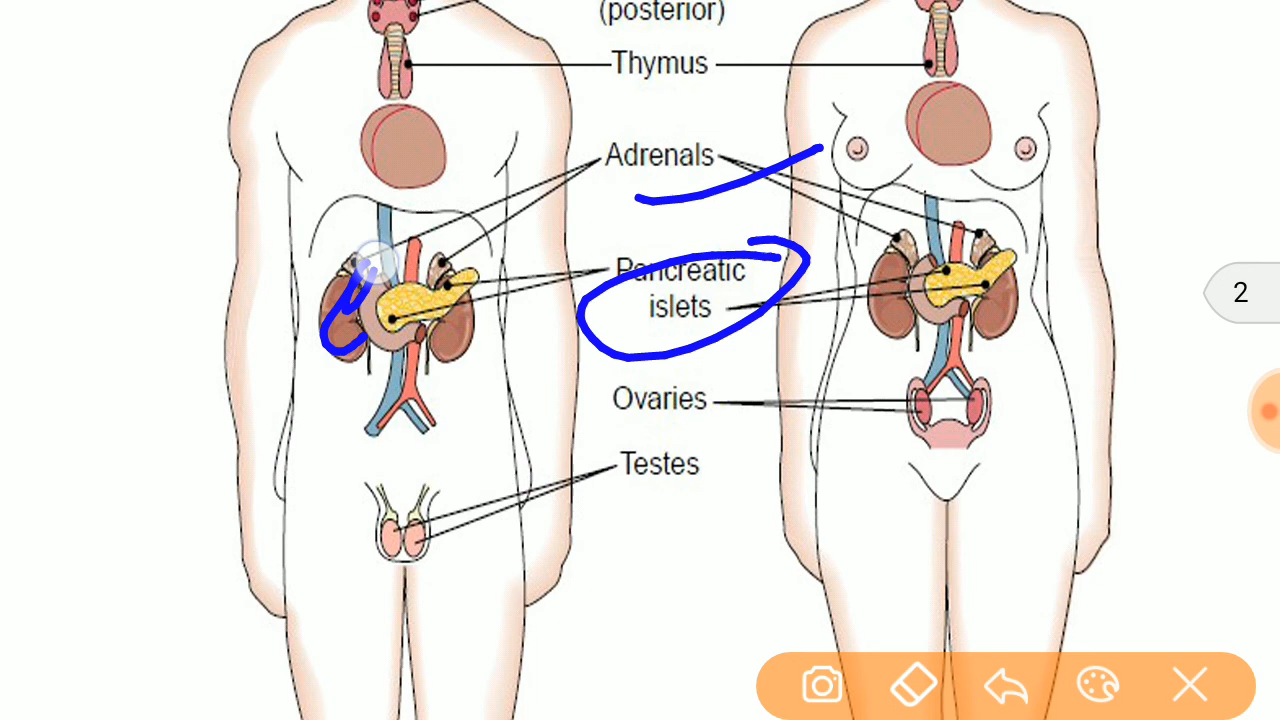 (posterior)
Thymus
Adrenals
Pancreatic
islets
2
Ovaries
Testes